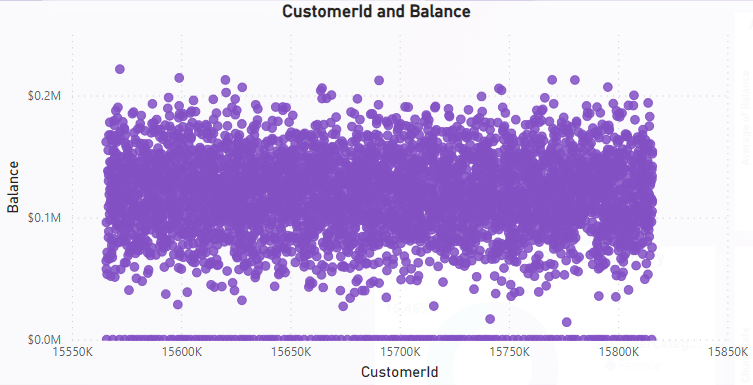 CustomerId and Balance
$0.2M
$0.1M
$0.0M
Balance
15550K 15600K 15650K 15700K 15750K 15800K 15850K
CustomerId